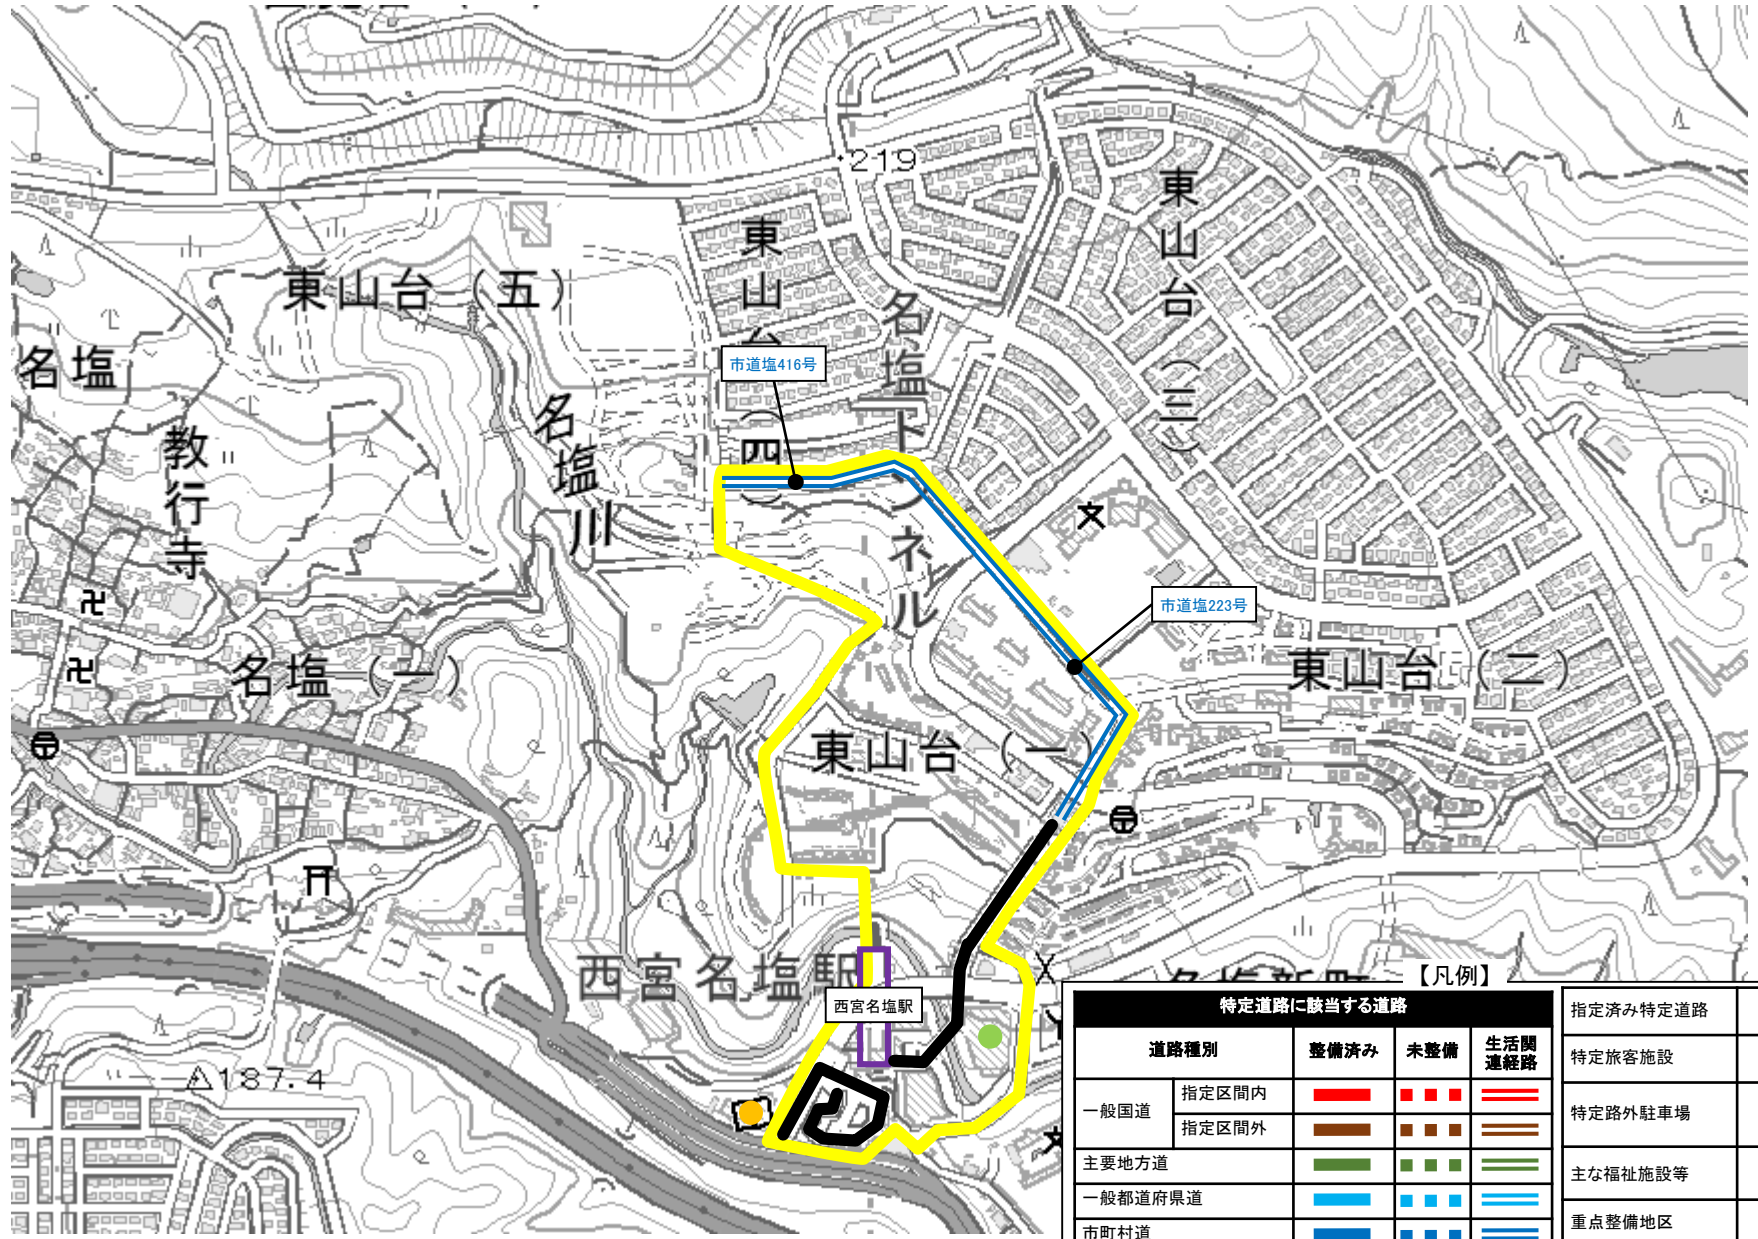 219
東山台
東山台(四)
東山台(三)
東山台(五)
名塩トンネル
名塩
市道塩416号
名塩川
教行寺
文
市道塩223号
名塩(一)
東山台(二)
東山台(一)
西宮名塩駅
西宮名塩駅
187.4
文
【凡例】
特定道路に該当する道路
道路種別 整備済み 未整備 生活関連経路
一般国道 指定区間内
指定区間外
主要地方道
一般都道府県道
市町村道
指定済み特定道路
特定旅客施設
特定路外駐車場
主な福祉施設等
重点整備地区